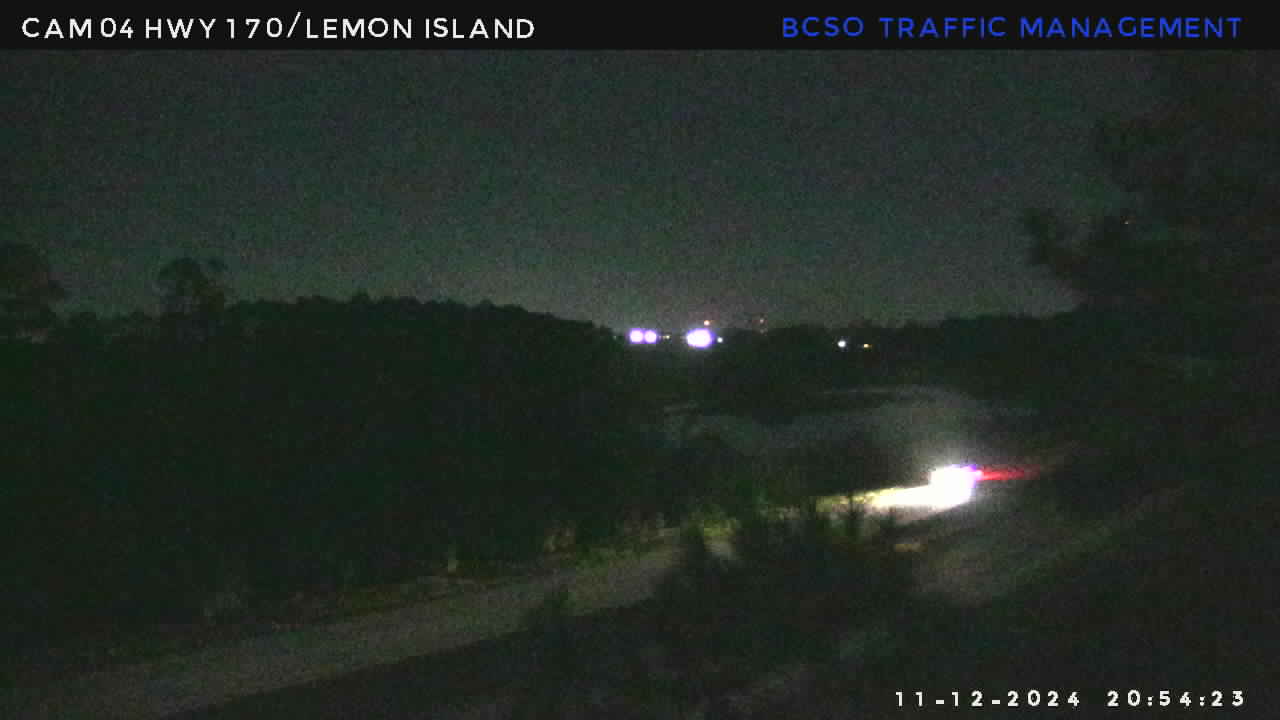 CAM04 HWY 170/LEMON ISLAND
BCSO TRAFFIC MANAGEMENT
11-12-2024 20:54:23